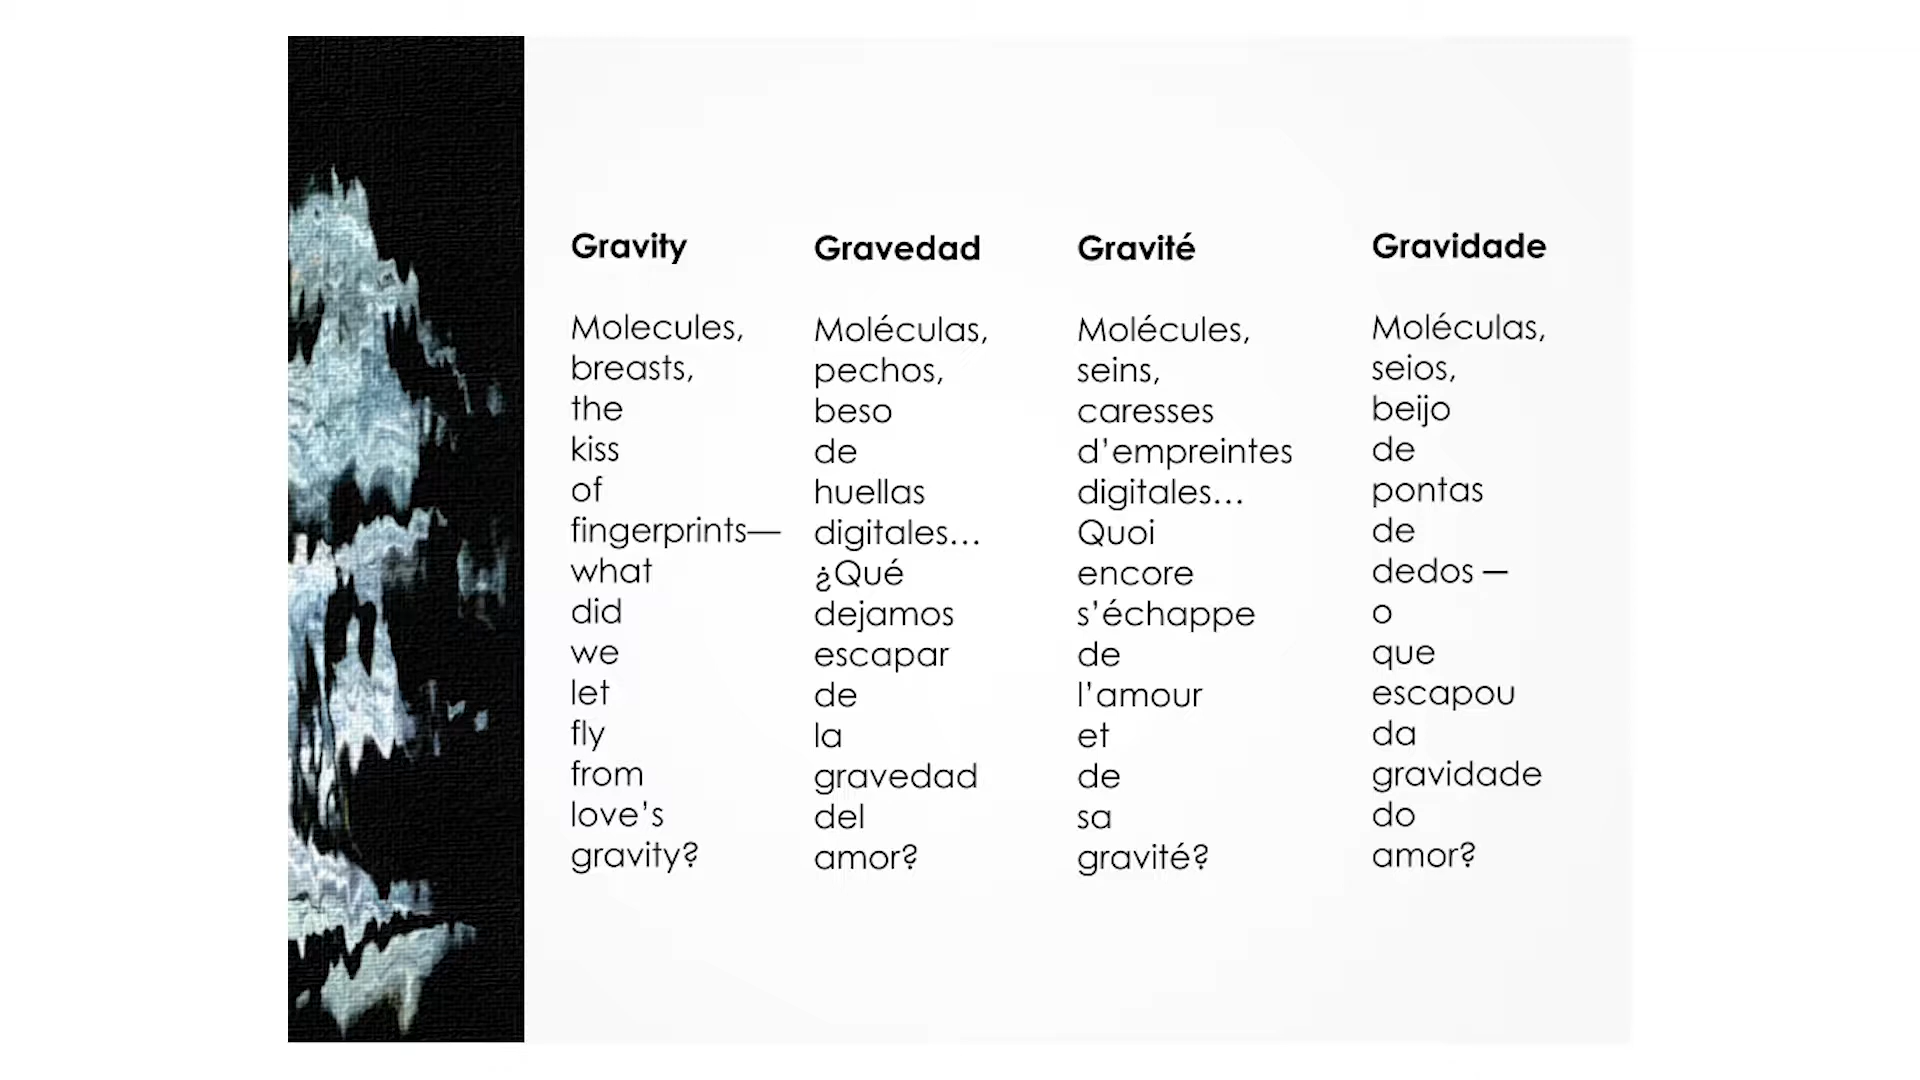 Gravity
Molecules,
breasts,
the
kiss
of
fingerprints—
what
did
we
let
fly
from
love’s
gravity?
Gravedad
Moléculas,
pechos,
beso
de
huellas
digitales…
¿Qué
dejamos
escapar
de
la
gravedad
del
amor?
Gravité
Molécules,
seins,
caresses
d’empreintes
digitales…
Quoi
encore
s’échappe
de
l’amour
et
de
sa
gravité?
Gravidade
Moléculas,
seios,
beijo
de
pontas
de
dedos —
o
que
escapou
da
gravidade
do
amor?